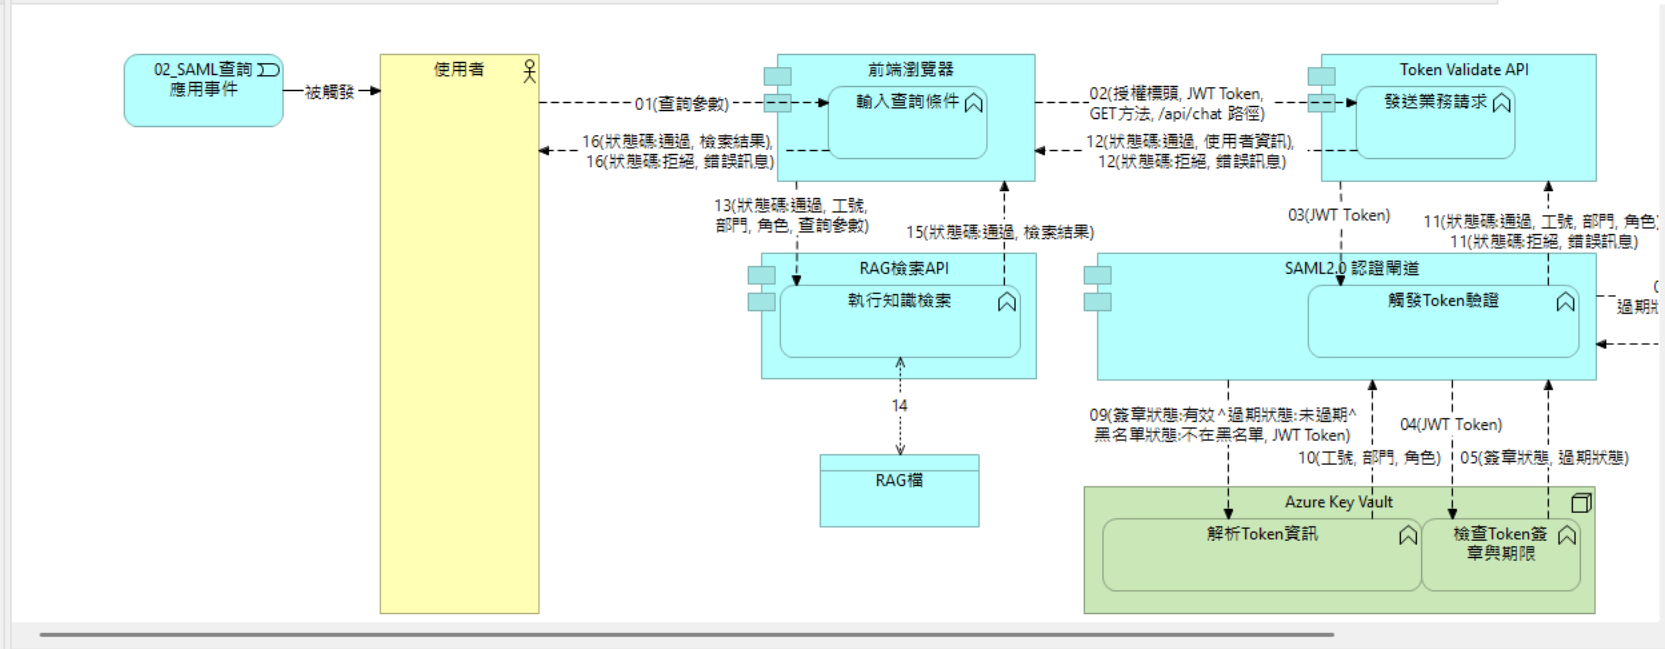 02_SAML查詢
應用事件
被觸發
使用者
01(查詢參數)
16(狀態碼:通過, 檢索結果),
16(狀態碼:拒絕, 錯誤訊息)
前端瀏覽器
輸入查詢條件
02(授權標頭, JWT Token,
GET方法, /api/chat 路徑)
12(狀態碼:通過, 使用者資訊),
12(狀態碼:拒絕, 錯誤訊息)
Token Validate API
發送業務請求
13(狀態碼:通過, 工號,
部門, 角色, 查詢參數)
15(狀態碼:通過, 檢索結果)
03(JWT Token)
11(狀態碼:通過, 工號, 部門, 角色)
11(狀態碼:拒絕, 錯誤訊息)
RAG檢索API
執行知識檢索
SAML2.0 認證閘道
觸發Token驗證
過期
14
RAG檔
09(簽章狀態:有效^過期狀態:未過期^
黑名單狀態:不在黑名單, JWT Token)
10(工號, 部門, 角色)
04(JWT Token)
05(簽章狀態, 過期狀態)
Azure Key Vault
解析Token資訊
檢查Token簽
章與期限